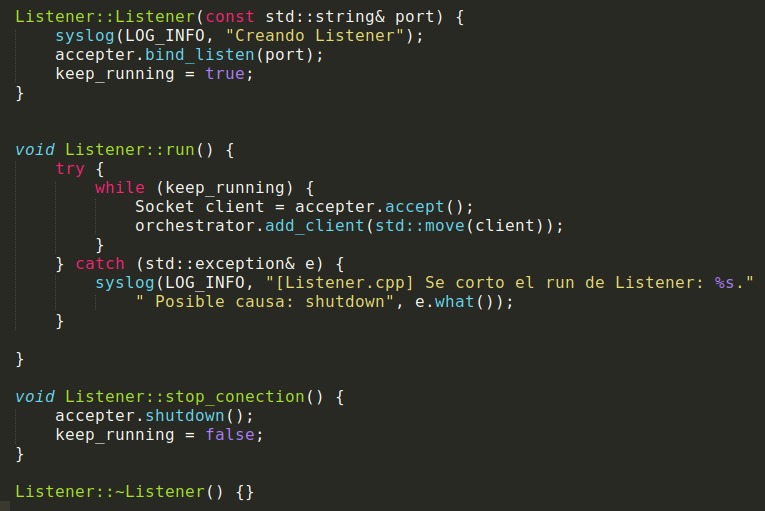 Listener::Listener(const std::string& port) {
    syslog(LOG_INFO, "Creando Listener");
    accepter.bind_listen(port);
    keep_running = true;
}
void Listener::run() {
    try {
        while (keep_running) {
            Socket client = accepter.accept();
            orchestrator.add_client(std::move(client));
        }
    } catch (std::exception& e) {
        syslog(LOG_INFO, "[Listener.cpp] Se corto el run de Listener: %s."
            " Posible causa: shutdown", e.what());
    }
}
void Listener::stop_conection() {
    accepter.shutdown();
    keep_running = false;
}
Listener::~Listener() {}